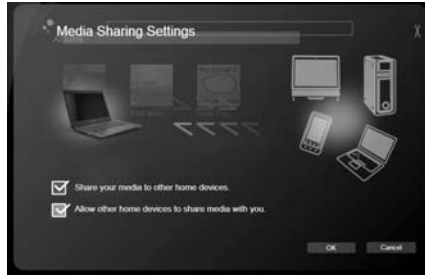 Media Sharing Settings
Share your media to other home devices.
Allow other home devices to share media with you.
OK
Cancel